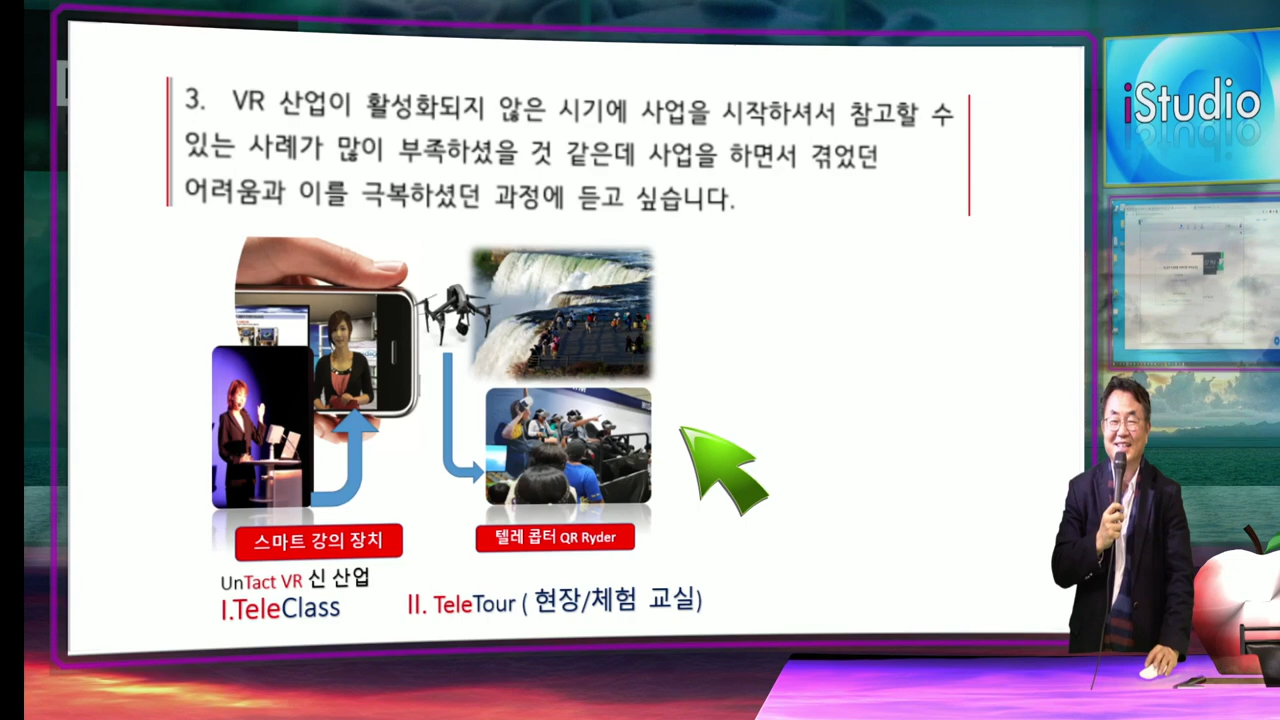 3. VR 산업이 활성화되지 않은 시기에 사업을 시작하셔서 참고할 수
있는 사례가 많이 부족하셨을 것 같은데 사업을 하면서 겪었던
어려움과 이를 극복하셨던 과정에 듣고 싶습니다.
iStudio
스마트 강의 장치
텔레 콥터 QR Ryder
UnTact VR 신 산업
I.TeleClass
II. TeleTour ( 현장/체험 교실)